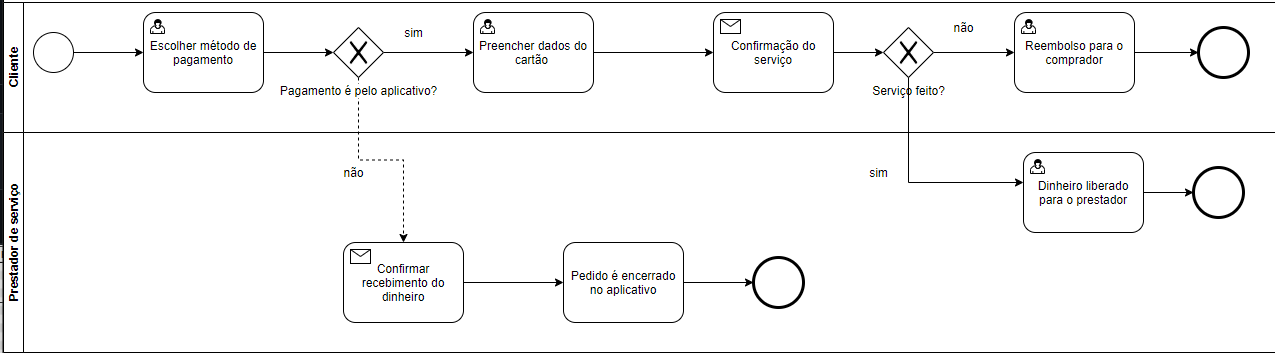 Cliente
Escolher método de
pagamento
Pagamento é pelo aplicativo?
sim
Preencher dados do
cartão
Confirmação do
serviço
Serviço feito?
não
Reembolso para o
comprador
Prestador de serviço
não
Confirmar
recebimento do
dinheiro
Pedido é encerrado
no aplicativo
sim
Dinheiro liberado
para o prestador